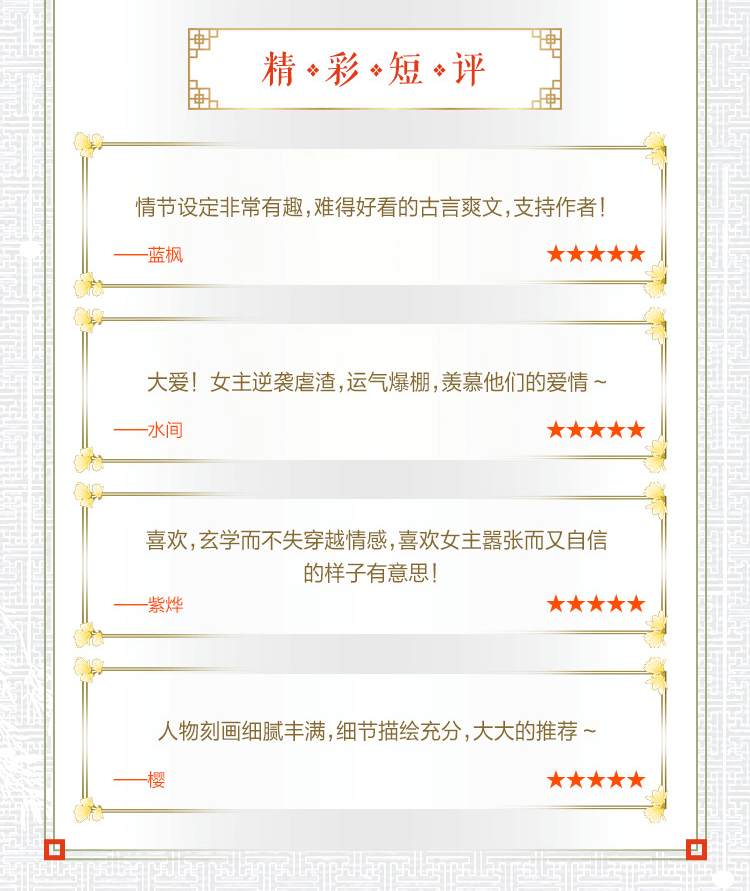 精❖彩❖短❖评
情节设定非常有趣,难得好看的古言爽文,支持作者!
——蓝枫 ★★★★★
大爱! 女主逆袭虐渣,运气爆棚,羡慕他们的爱情~
——水间 ★★★★★
喜欢,玄学而不失穿越情感,喜欢女主嚣张而又自信
的样子有意思!
——紫烨 ★★★★★
人物刻画细腻丰满,细节描绘充分,大大的推荐~
——樱 ★★★★★